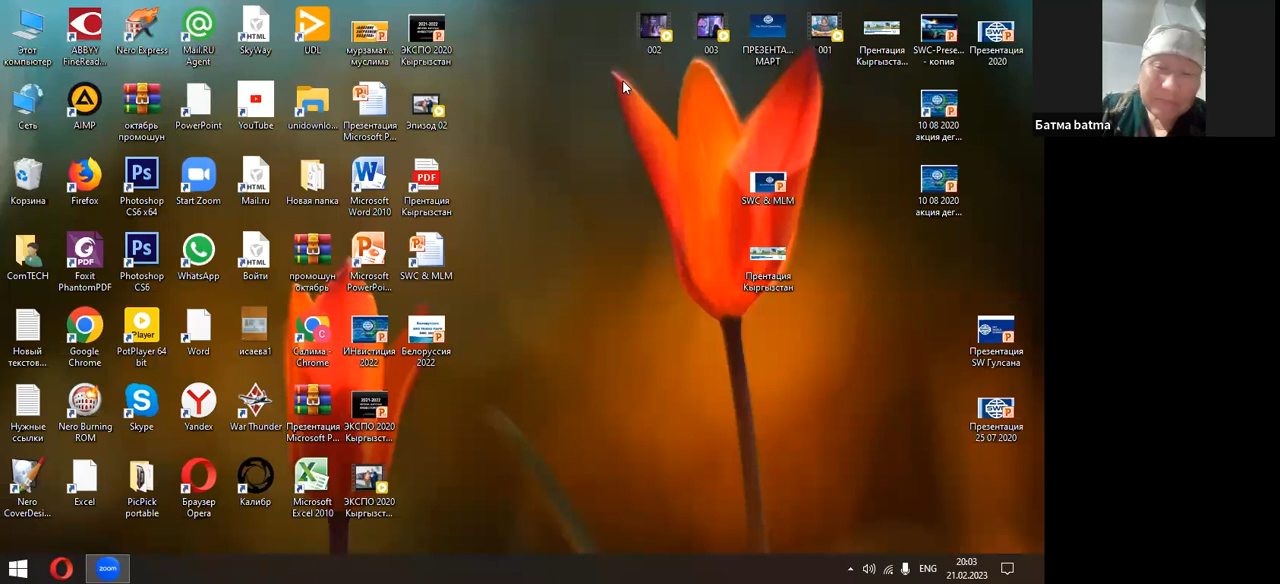 Этот
компьютер
ABBYY
FineRead...
Nero Express
Mail.RU
Agent
SkyWay
UDL
мурзамат...
муслима
ЭКСПО 2020
Кыргызстан
002
003
ПРЕЗЕНТА...
МАРТ
001
Прентация
Кыргызста...
SWC-Prese...
- копия
Презентация
2020
Батма batma
Сеть
AIMP
октябрь
промошун
PowerPoint
YouTube
unidownlo...
Презентация
Microsoft P...
Эпизод 02
10 08 2020
акция дег...
Корзина
Firefox
Photoshop
CS6 x64
Start Zoom
Mail.ru
Новая папка
Microsoft
Word 2010
Прентация
Кыргызстан
SWC & MLM
10 08 2020
акция дег...
ComTECH
Foxit
PhantomPDF
Photoshop
CS6
WhatsApp
Войти
промошун
октябрь
Microsoft
PowerPoi...
SWC & MLM
Прентация
Кыргызстан
Новый
текстов...
Google
Chrome
PotPlayer 64
bit
Word
исаева1
Салима -
Chrome
ИНвистиция
2022
Белоруссия
2022
Презентация
SW Гулсана
Нужные
ссылки
Nero Burning
ROM
Skype
Yandex
War Thunder
Презентация
Microsoft P...
ЭКСПО 2020
Кыргызст...
Презентация
25 07 2020
Nero
CoverDesi...
Excel
PicPick
portable
Браузер
Opera
Калибр
Microsoft
Excel 2010
ЭКСПО 2020
Кыргызст...
zoom
ENG
20:03
21.02.2023